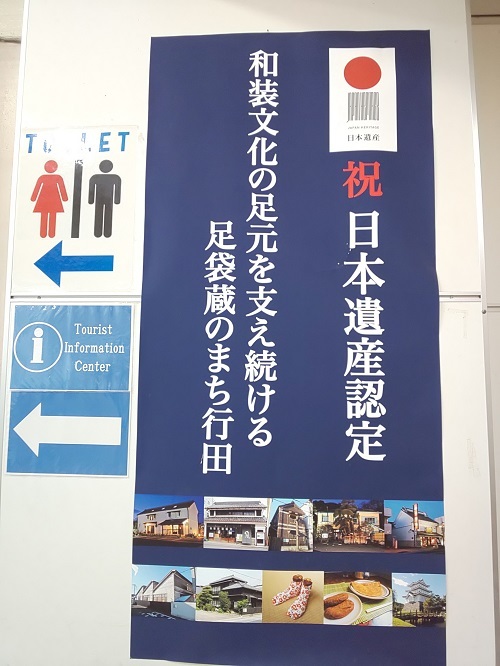 TOILET
Tourist
Information
Center
JAPAN HERITAGE
日本遺産
祝 日本遺産認定
和装文化の足元を支え続ける
足袋蔵のまち行田